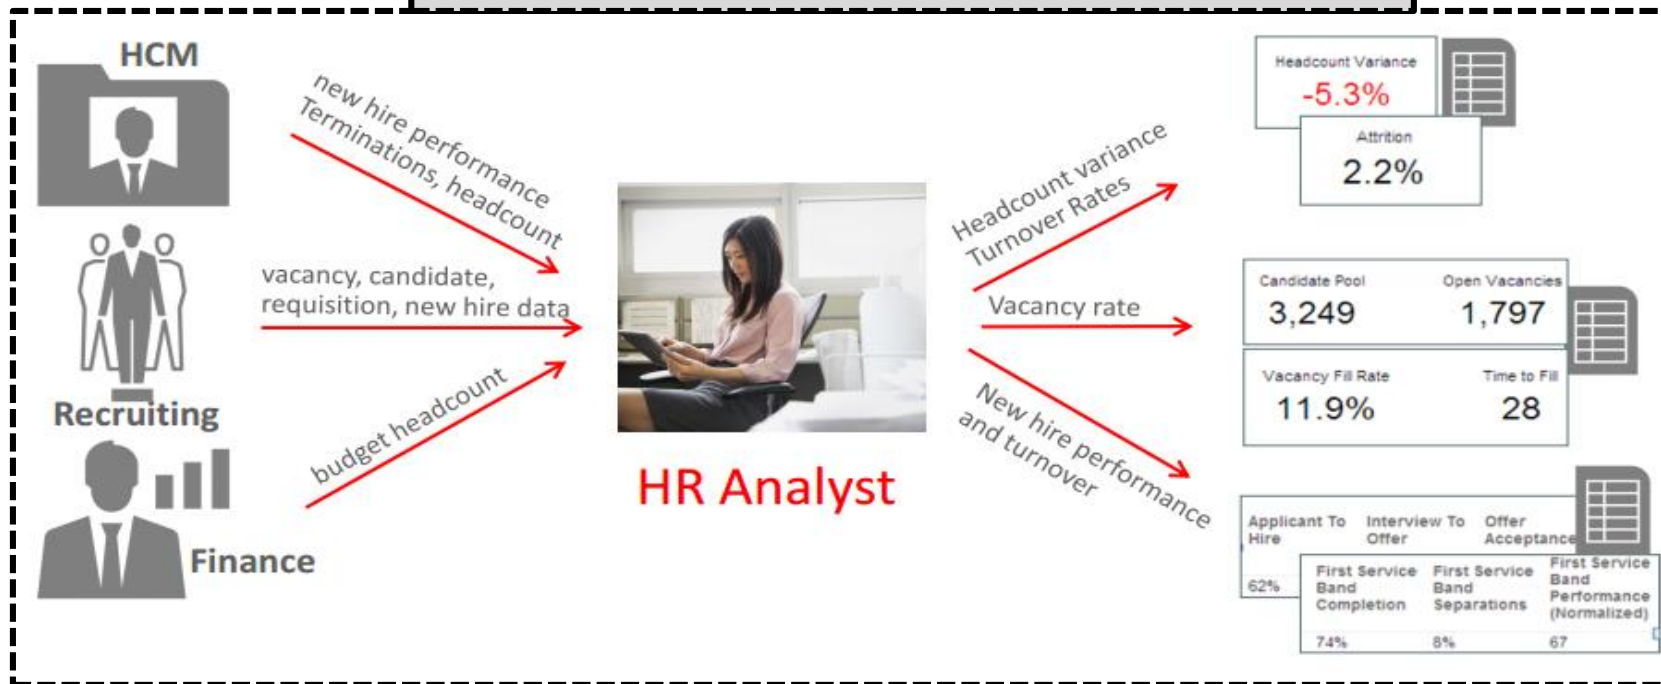 HCM
new hire performance
Terminations, headcount
vacancy, candidate,
requisition, new hire data
Recruiting
budget headcount
Finance
HR Analyst
Headcount variance
Turnover Rates
Vacancy rate
New hire performance
and turnover
Headcount Variance
-5.3%
Attrition
2.2%
Candidate Pool Open Vacancies
3,249 1,797
Vacancy Fill Rate Time to Fill
11.9% 28
Applicant To Interview To Offer
Hire Offer Acceptance
62%
First Service First Service First Service
Band Band Band
Completion Separations Performance
(Normalized)
74% 8% 67